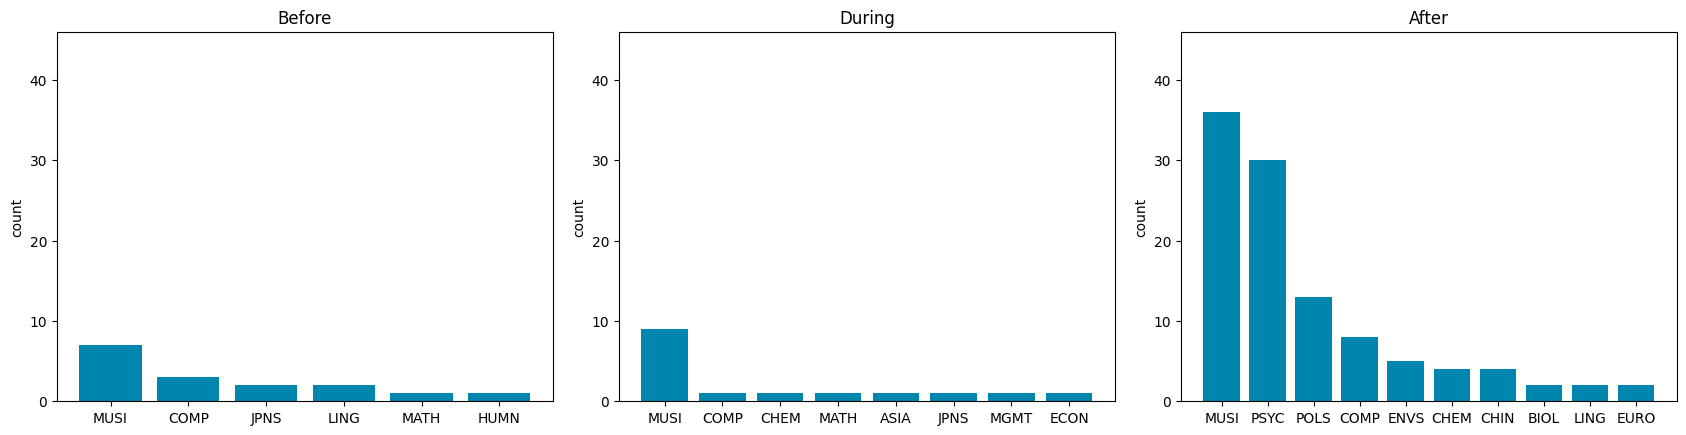 Before
During
After
count
40
30
20
10
0
MUSI COMP JPNS LING MATH HUMN
count
40
30
20
10
0
MUSI COMP CHEM MATH ASIA JPNS MGMT ECON
count
40
30
20
10
0
MUSI PSYC POLS COMP ENVS CHEM CHIN BIOL LING EURO